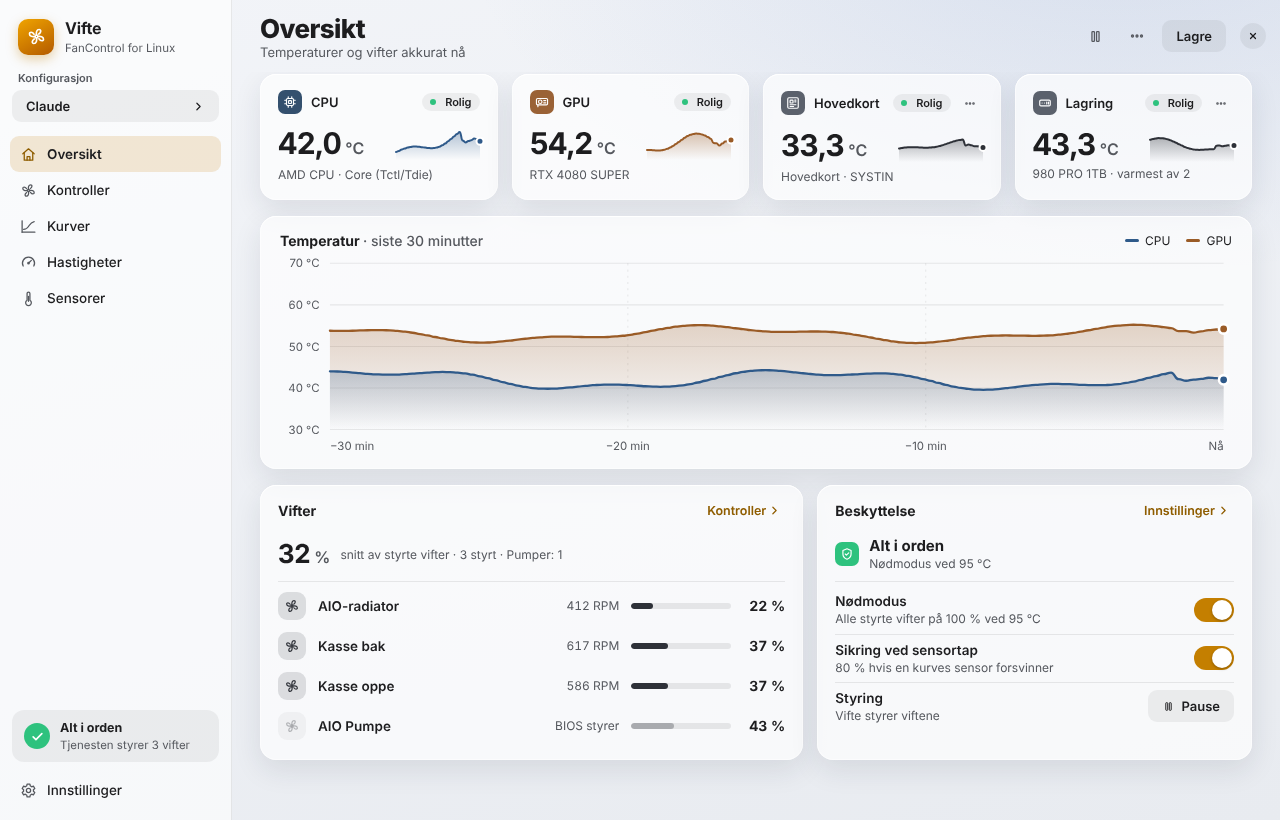 Vifte
FanControl for Linux
Konfigurasjon
Claude
Oversikt
Kontroller
Kurver
Hastigheter
Sensorer
Alt i orden
Tjenesten styrer 3 vifter
Innstillinger
Oversikt
Temperaturer og vifter akkurat nå
Lagre
CPU
Rolig
42,0 °C
AMD CPU · Core (Tctl/Tdie)
GPU
Rolig
54,2 °C
RTX 4080 SUPER
Hovedkort
Rolig
33,3 °C
Hovedkort · SYSTIN
Lagring
Rolig
43,3 °C
980 PRO 1TB · varmest av 2
Temperatur · siste 30 minutter
CPU
GPU
70 °C
60 °C
50 °C
40 °C
30 °C
−30 min
−20 min
−10 min
Nå
Vifter
Kontroller
32 % snitt av styrte vifter · 3 styrt · Pumper: 1
AIO-radiator 412 RPM 22 %
Kasse bak 617 RPM 37 %
Kasse oppe 586 RPM 37 %
AIO Pumpe BIOS styrer 43 %
Beskyttelse
Innstillinger
Alt i orden
Nødmodus ved 95 °C
Nødmodus
Alle styrte vifter på 100 % ved 95 °C
Sikring ved sensortap
80 % hvis en kurves sensor forsvinner
Styring
Vifte styrer viftene
Pause